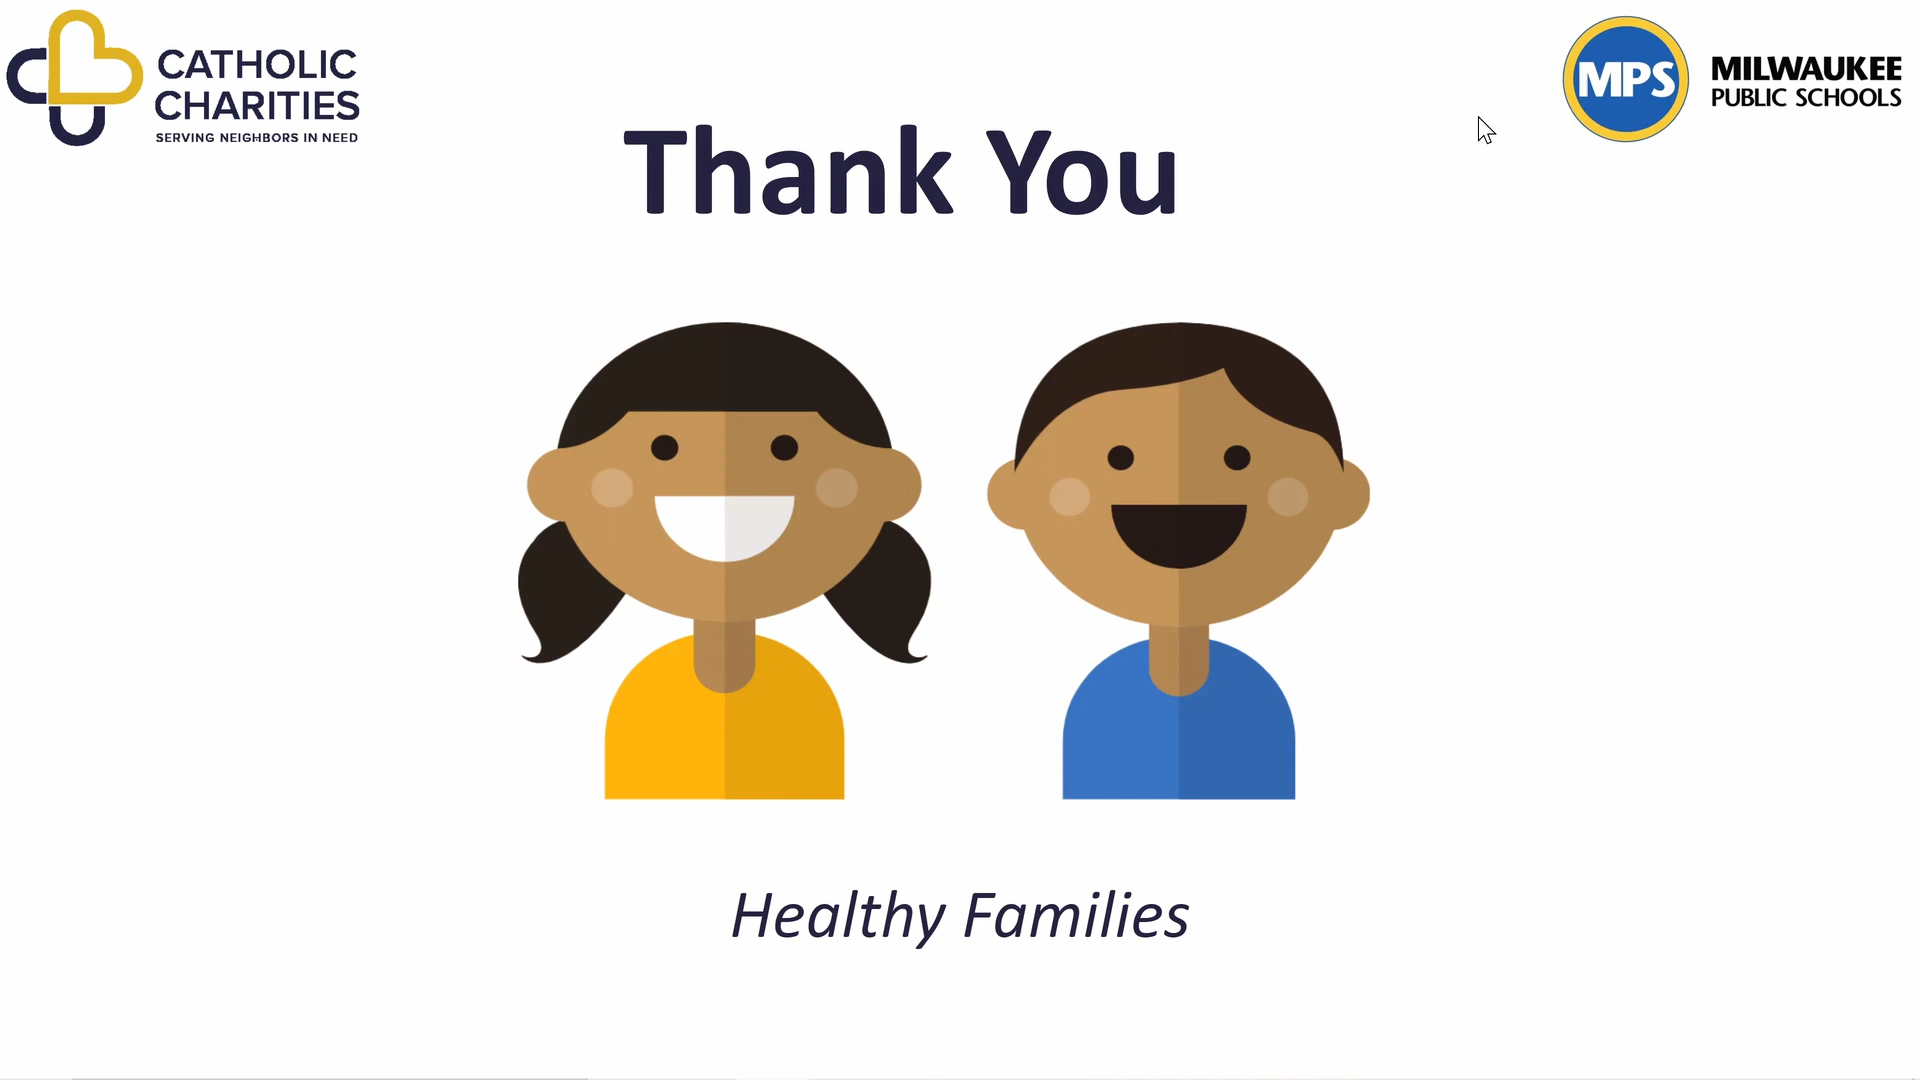 CATHOLIC
CHARITIES
SERVING NEIGHBORS IN NEED
MPS
MILWAUKEE
PUBLIC SCHOOLS
Thank You
Healthy Families